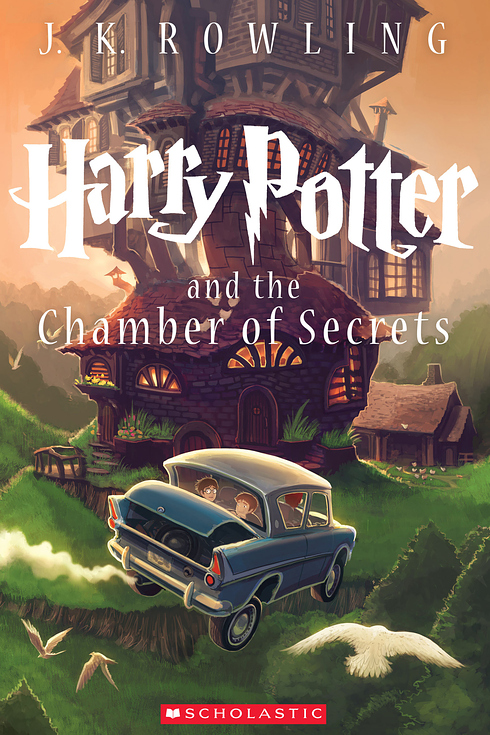 J. K. ROWLING
Harry Potter
and the
Chamber of Secrets
SCHOLASTIC